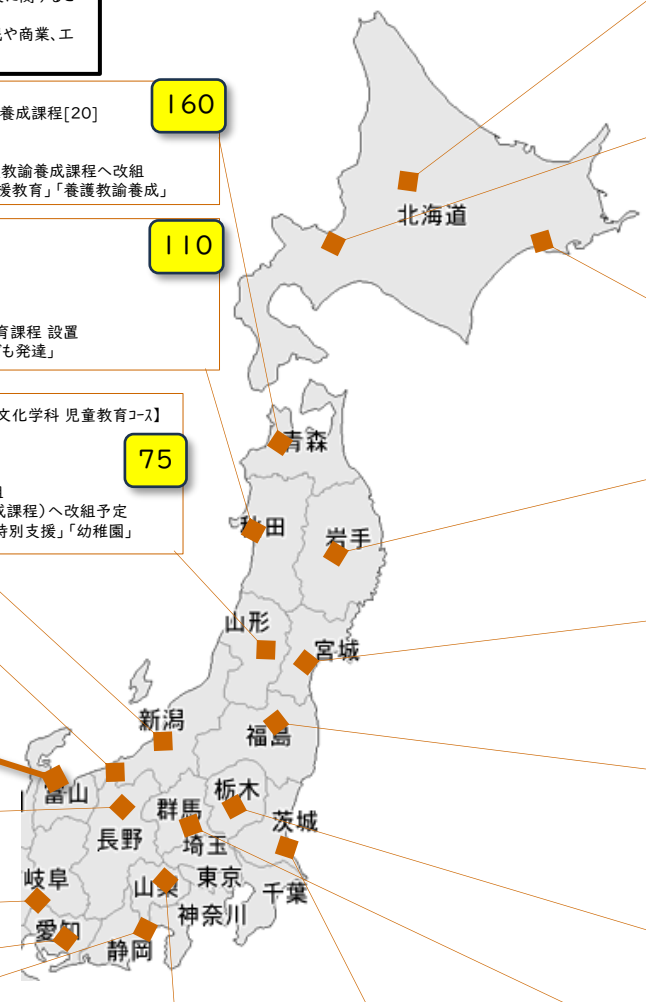 や商業、エ
養成課程[20]
160
教諭養成課程へ改組
援教育」「養護教諭養成」
110
育課程 設置
ども発達」
文化学科 児童教育コース】
75
成課程)へ改組予定
特別支援」「幼稚園」
北海道
青森
秋田
岩手
山形
宮城
新潟
福島
富山
栃木
群馬
茨城
長野
埼玉
岐阜
山梨
東京
千葉
神奈川
愛知
静岡